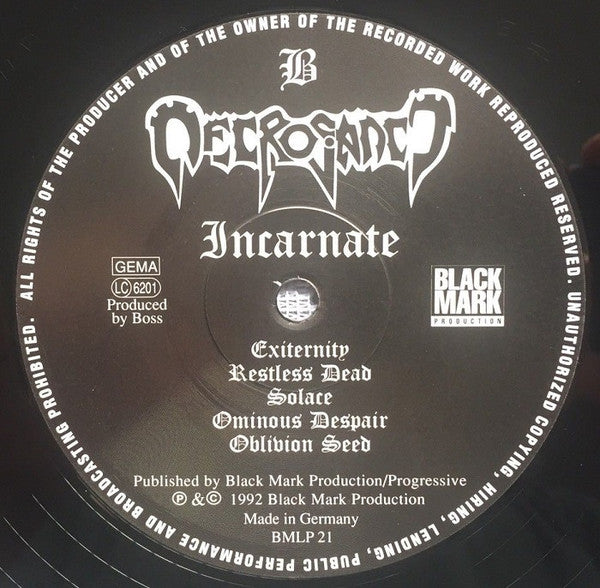 ALL RIGHTS OF THE PRODUCER AND OF THE OWNER OF THE RECORDED WORK REPRODUCED RESERVED. UNAUTHORIZED COPYING, HIRING, LENDING, PUBLIC PERFORMANCE AND BROADCASTING PROHIBITED.
B
NECROSANCT
Incarnate
GEMA
LC 6201
Produced
by Boss
BLACK
MARK
PRODUCTION
Exiternity
Restless Dead
Solace
Ominous Despair
Oblivion Seed
Published by Black Mark Production/Progressive
℗ & © 1992 Black Mark Production
Made in Germany
BMLP 21